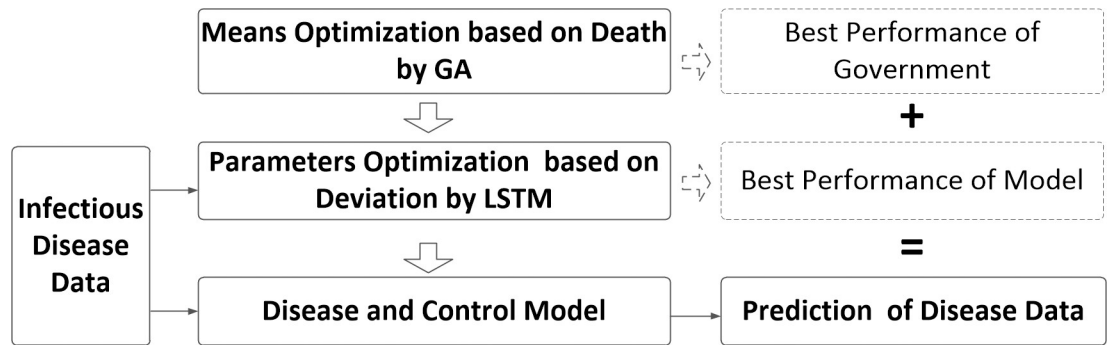 Means Optimization based on Death
by GA
Best Performance of
Government
+
Infectious
Disease
Data
Parameters Optimization based on
Deviation by LSTM
Best Performance of Model
=
Disease and Control Model
Prediction of Disease Data